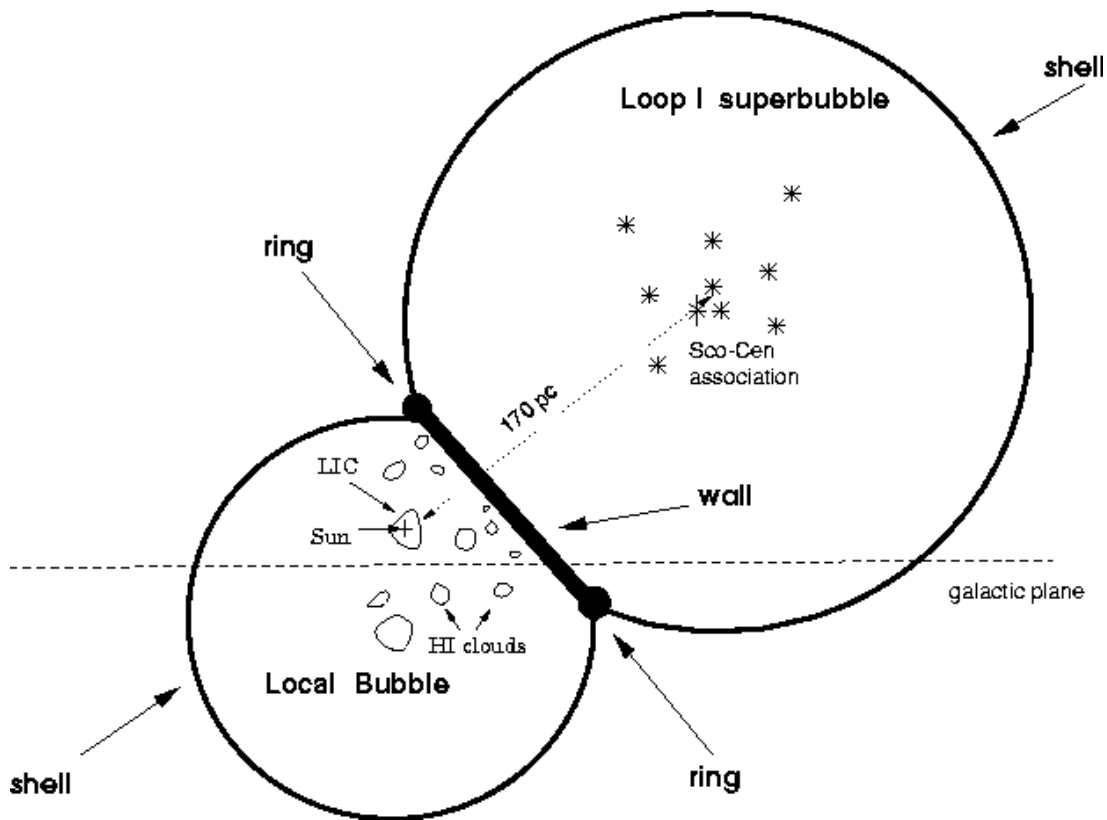 shell
Loop I superbubble
ring
Sco-Cen
association
170 pc
LIC
wall
Sun
galactic plane
HI clouds
Local Bubble
shell
ring